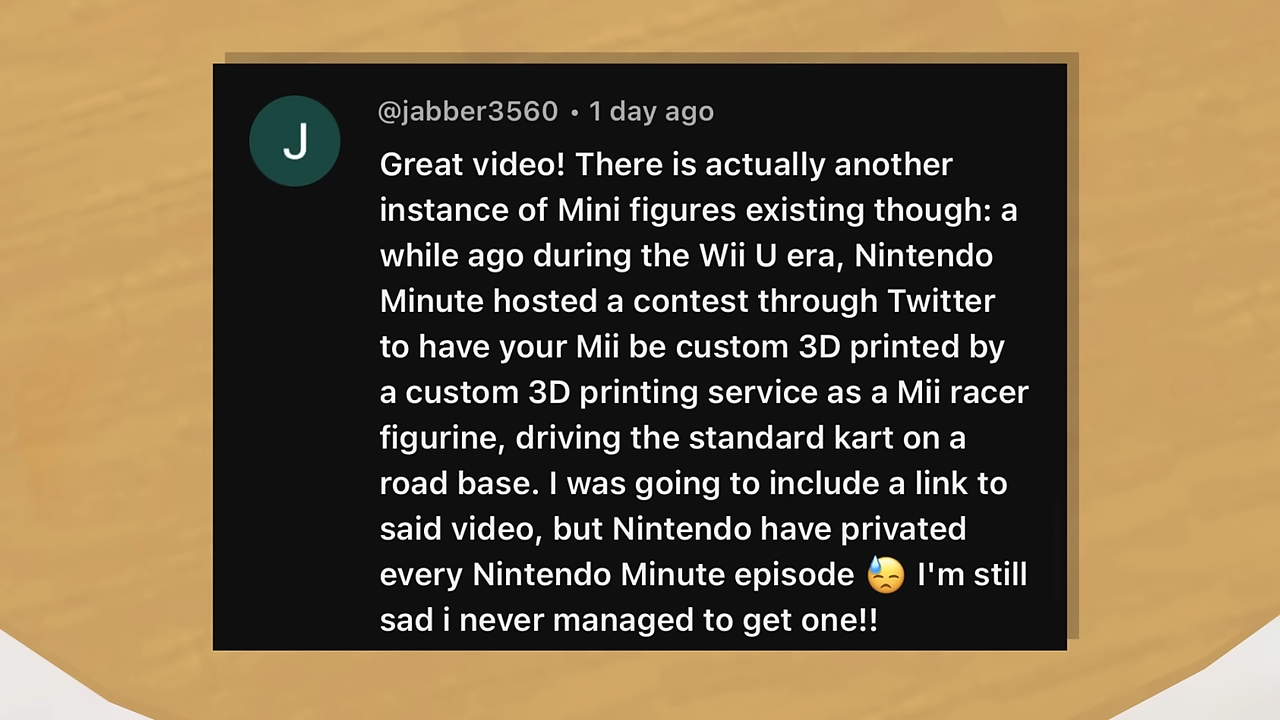 J
@jabber3560 • 1 day ago
Great video! There is actually another
instance of Mini figures existing though: a
while ago during the Wii U era, Nintendo
Minute hosted a contest through Twitter
to have your Mii be custom 3D printed by
a custom 3D printing service as a Mii racer
figurine, driving the standard kart on a
road base. I was going to include a link to
said video, but Nintendo have privated
every Nintendo Minute episode 😓 I'm still
sad i never managed to get one!!